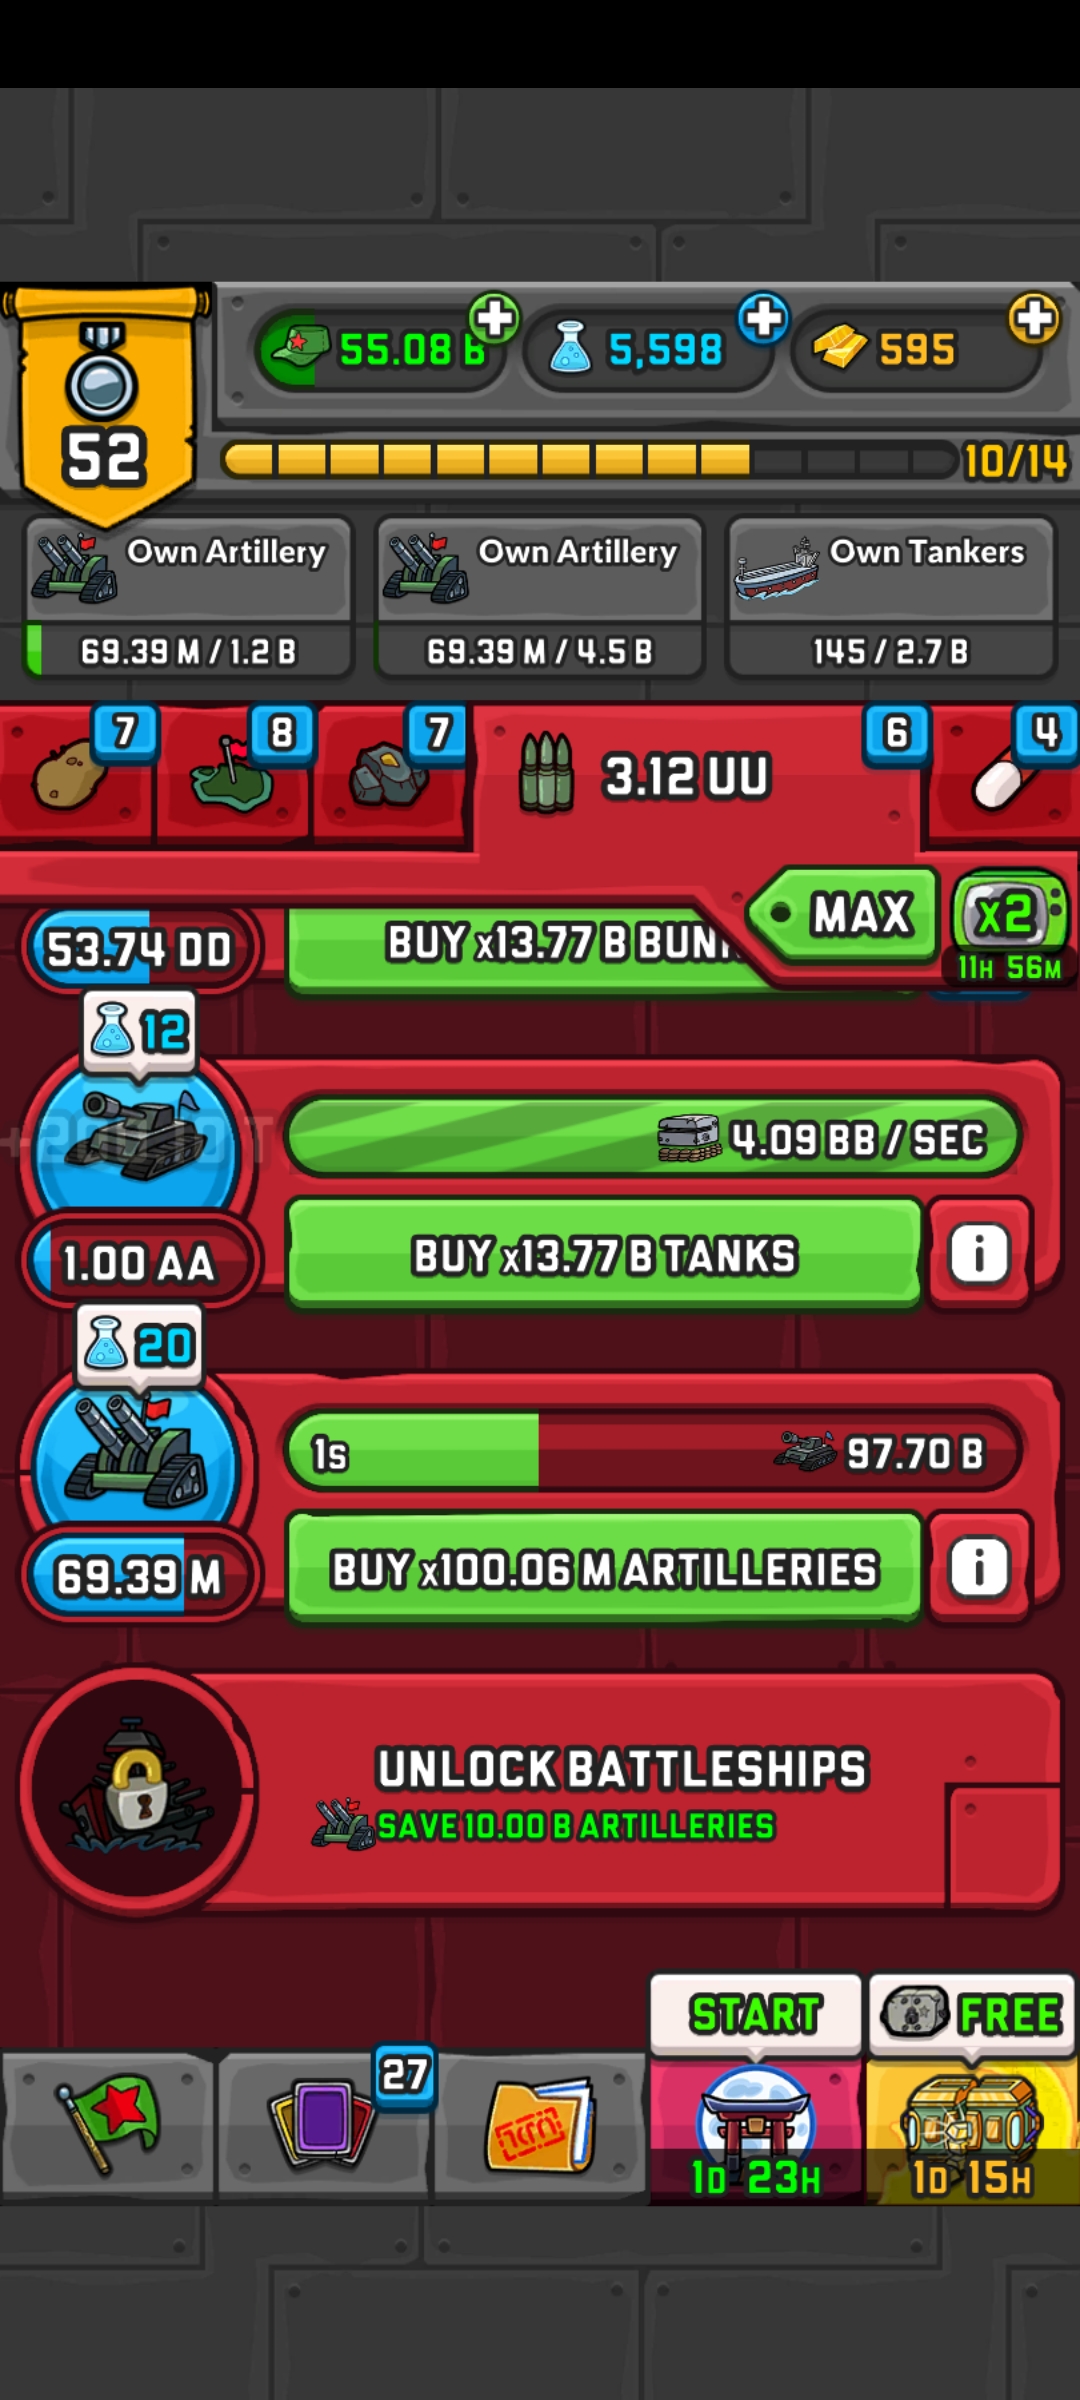 55.08 B
5,598
595
52
10/14
Own Artillery
69.39 M / 1.2 B
Own Artillery
69.39 M / 4.5 B
Own Tankers
145 / 2.7 B
7
8
7
3.12 UU
6
4
MAX
x2
11H 56M
53.74 DD
BUY x13.77 B
12
4.09 BB / SEC
1.00 AA
BUY x13.77 B TANKS
i
20
1s
97.70 B
69.39 M
BUY x100.06 M ARTILLERIES
i
UNLOCK BATTLESHIPS
SAVE 10.00 B ARTILLERIES
START
FREE
27
1D 23H
1D 15H